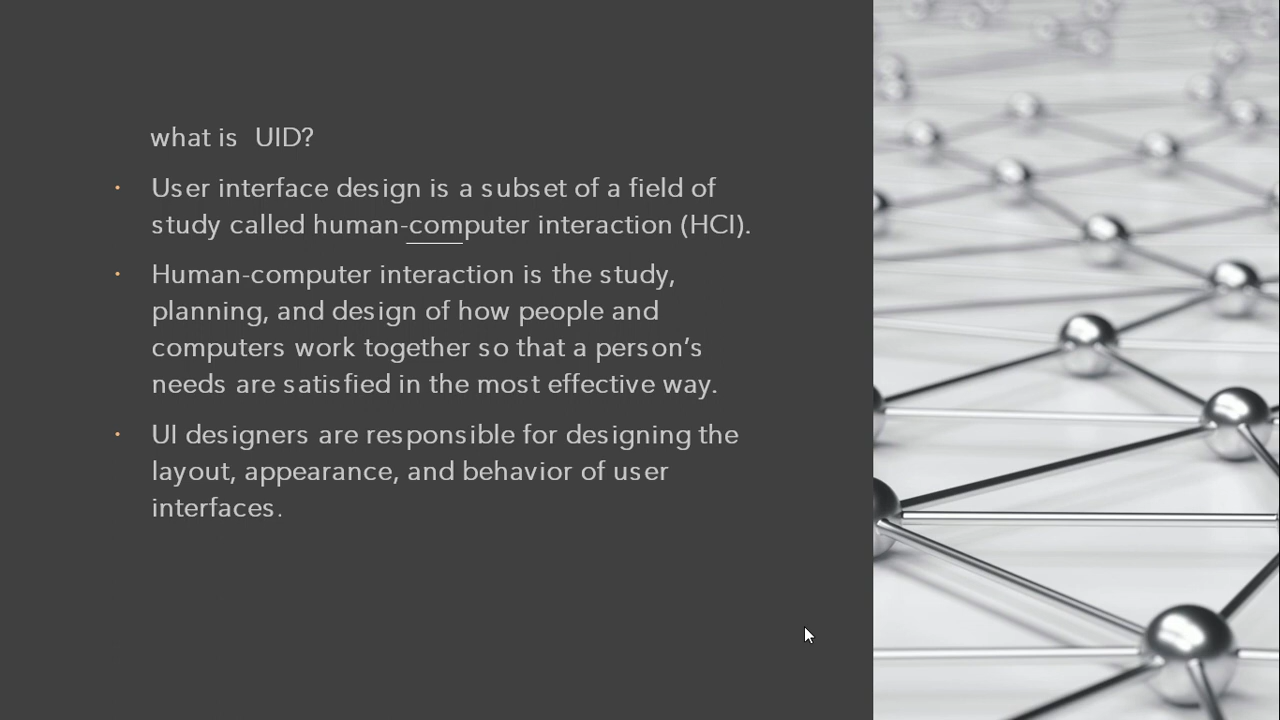 what is UID?
• User interface design is a subset of a field of
study called human-computer interaction (HCI).
• Human-computer interaction is the study,
planning, and design of how people and
computers work together so that a person’s
needs are satisfied in the most effective way.
• UI designers are responsible for designing the
layout, appearance, and behavior of user
interfaces.